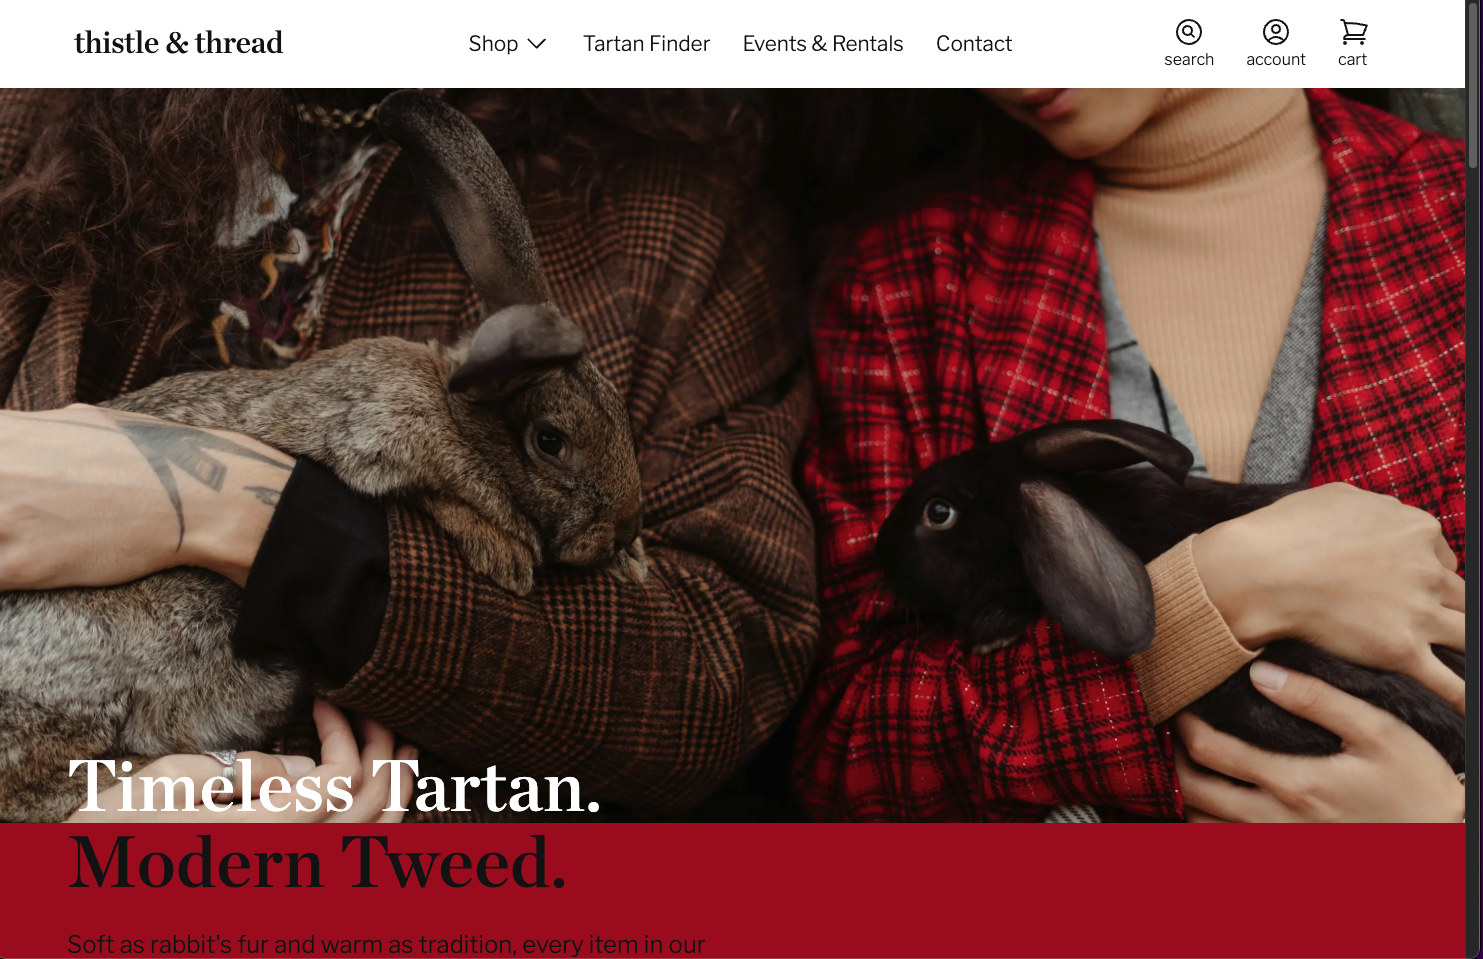 thistle & thread
Shop
Tartan Finder
Events & Rentals
Contact
search
account
cart
Timeless Tartan.
Modern Tweed.
Soft as rabbit's fur and warm as tradition, every item in our